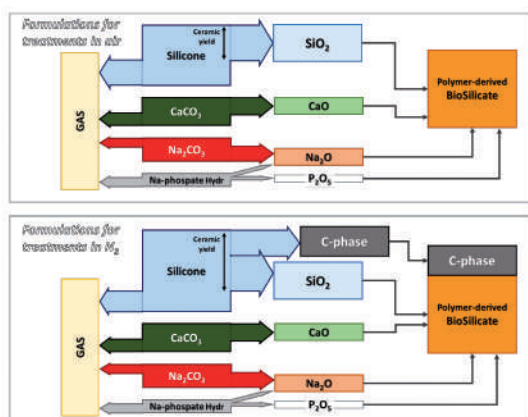 Formulations for
treatments in air
Ceramic
yield
Silicone
SiO₂
Polymer-derived
BioSilicate
GAS
CaCO₃
CaO
Na₂CO₃
Na₂O
Na-phospate Hydr
P₂O₅
Formulations for
treatments in N₂
Ceramic
yield
C-phase
Silicone
SiO₂
C-phase
Polymer-derived
BioSilicate
GAS
CaCO₃
CaO
Na₂CO₃
Na₂O
Na-phospate Hydr
P₂O₅